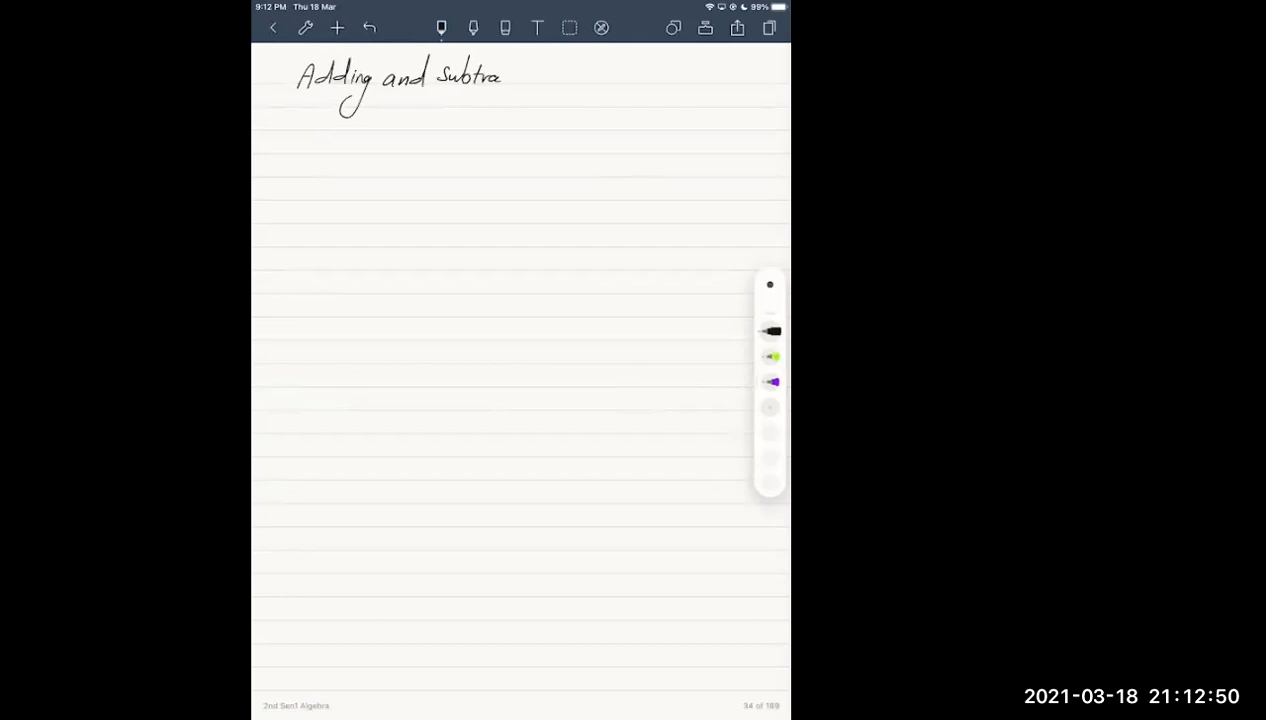 9:12 PM Thu 18 Mar
99%
Adding and subtra
2nd Sen1 Algebra
34 of 189
2021-03-18 21:12:50